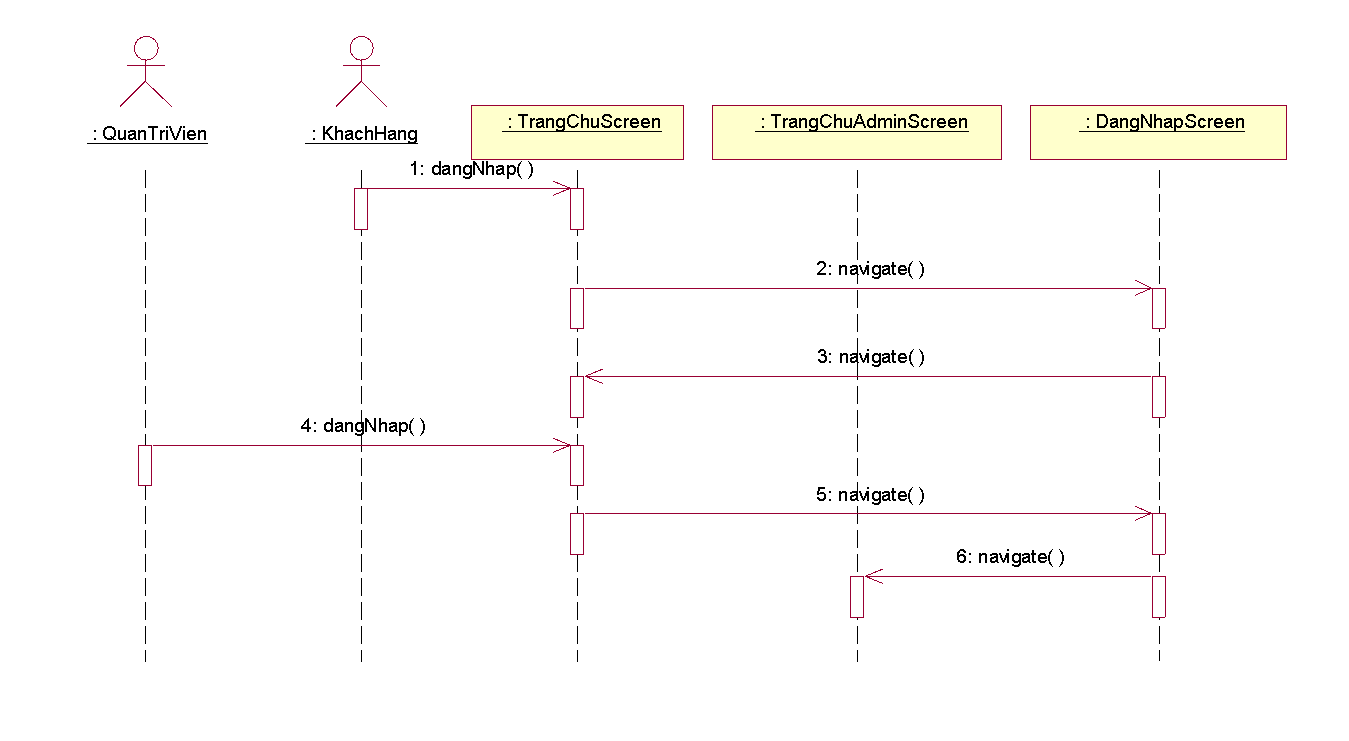 : QuanTriVien
: KhachHang
: TrangChuScreen
: TrangChuAdminScreen
: DangNhapScreen
1: dangNhap( )
2: navigate( )
3: navigate( )
4: dangNhap( )
5: navigate( )
6: navigate( )